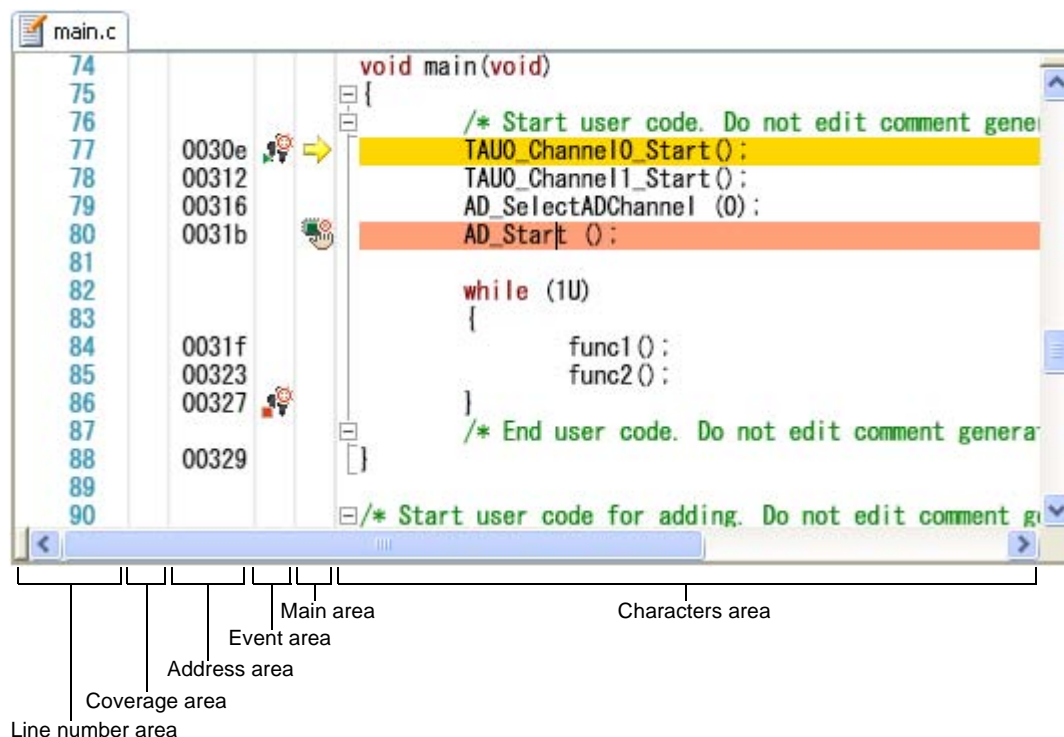 main.c
74 void main(void)
75 {
76 /* Start user code. Do not edit comment gene
77 0030e TAU0_Channel0_Start();
78 00312 TAU0_Channel1_Start();
79 00316 AD_SelectADChannel (0);
80 0031b AD_Start ();
81
82 while (1U)
83 {
84 0031f func1();
85 00323 func2();
86 00327 }
87 /* End user code. Do not edit comment genera
88 00329 }
89
90 /* Start user code for adding. Do not edit comment g
Main area Characters area
Event area
Address area
Coverage area
Line number area